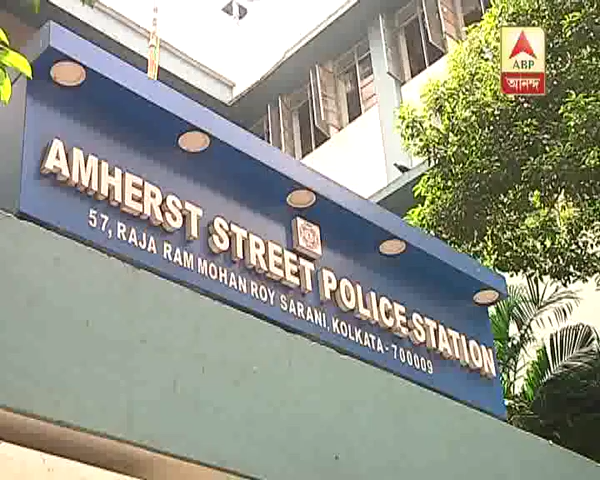 ABP
আনন্দ
AMHERST STREET POLICE STATION
57, RAJA RAM MOHAN ROY SARANI, KOLKATA - 700009